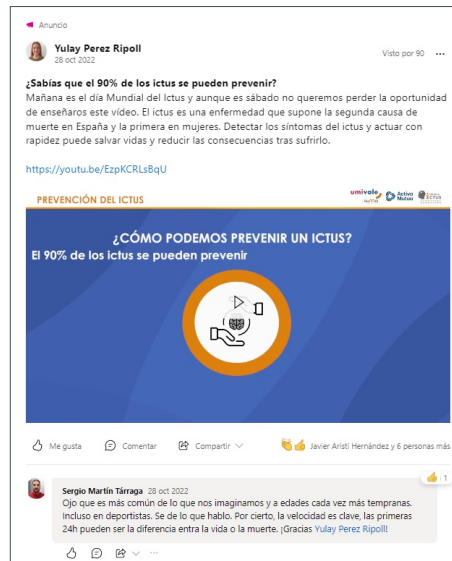 Anuncio
Yulay Perez Ripoll
28 oct 2022
Visto por 90
¿Sabías que el 90% de los ictus se pueden prevenir?
Mañana es el día Mundial del Ictus y aunque es sábado no queremos perder la oportunidad
de enseñaros este vídeo. El ictus es una enfermedad que supone la segunda causa de
muerte en España y la primera en mujeres. Detectar los síntomas del ictus y actuar con
rapidez puede salvar vidas y reducir las consecuencias tras sufrirlo.
https://youtu.be/EzpKCRLsBqU
PREVENCIÓN DEL ICTUS
umivale
Activa
Mutua
ICTUS
¿CÓMO PODEMOS PREVENIR UN ICTUS?
El 90% de los ictus se pueden prevenir
Me gusta
Comentar
Compartir
Javier Aristi Hernández y 6 personas más
1
Sergio Martín Tárraga 28 oct 2022
Ojo que es más común de lo que nos imaginamos y a edades cada vez más tempranas.
Incluso en deportistas. Se de lo que hablo. Por cierto, la velocidad es clave, las primeras
24h pueden ser la diferencia entra la vida o la muerte. ¡Gracias Yulay Perez Ripoll!